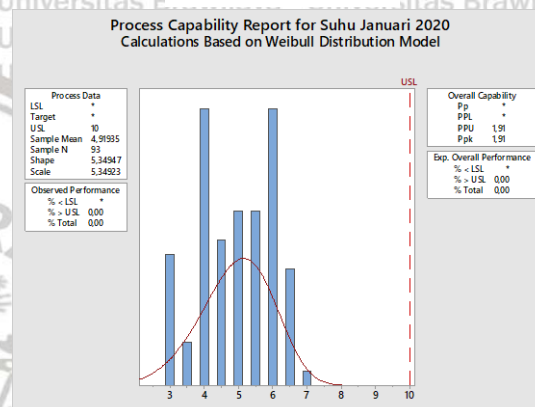 Process Capability Report for Suhu Januari 2020
Calculations Based on Weibull Distribution Model
USL
Process Data
LSL *
Target *
USL 10
Sample Mean 4,91935
Sample N 93
Shape 5,34947
Scale 5,34923
Observed Performance
% < LSL *
% > USL 0,00
% Total 0,00
Overall Capability
Pp *
PPL *
PPU 1,91
Ppk 1,91
Exp. Overall Performance
% < LSL *
% > USL 0,00
% Total 0,00
3 4 5 6 7 8 9 10